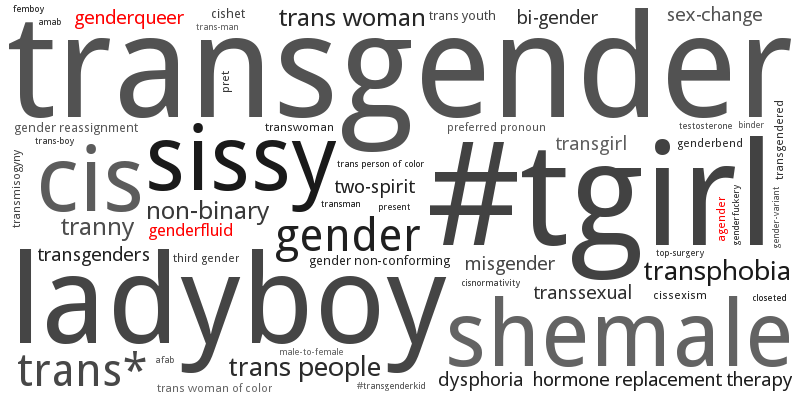 femboy
genderqueer
cishet
trans woman
trans youth
bi-gender
sex-change
amab
trans-man
transgender
pret
gender reassignment
transwoman
preferred pronoun
testosterone
binder
transgendered
trans-boy
sissy
transgirl
genderbend
transmisogyny
cis
trans person of color
#tgirl
two-spirit
non-binary
transman
present
agender
genderfuckery
gender-variant
tranny
genderfluid
gender
transgenders
third gender
gender non-conforming
misgender
top-surgery
transphobia
ladyboy
cisnormativity
transsexual
cissexism
closeted
shemale
trans*
afab
male-to-female
trans people
dysphoria
hormone replacement therapy
trans woman of color
#transgenderkid